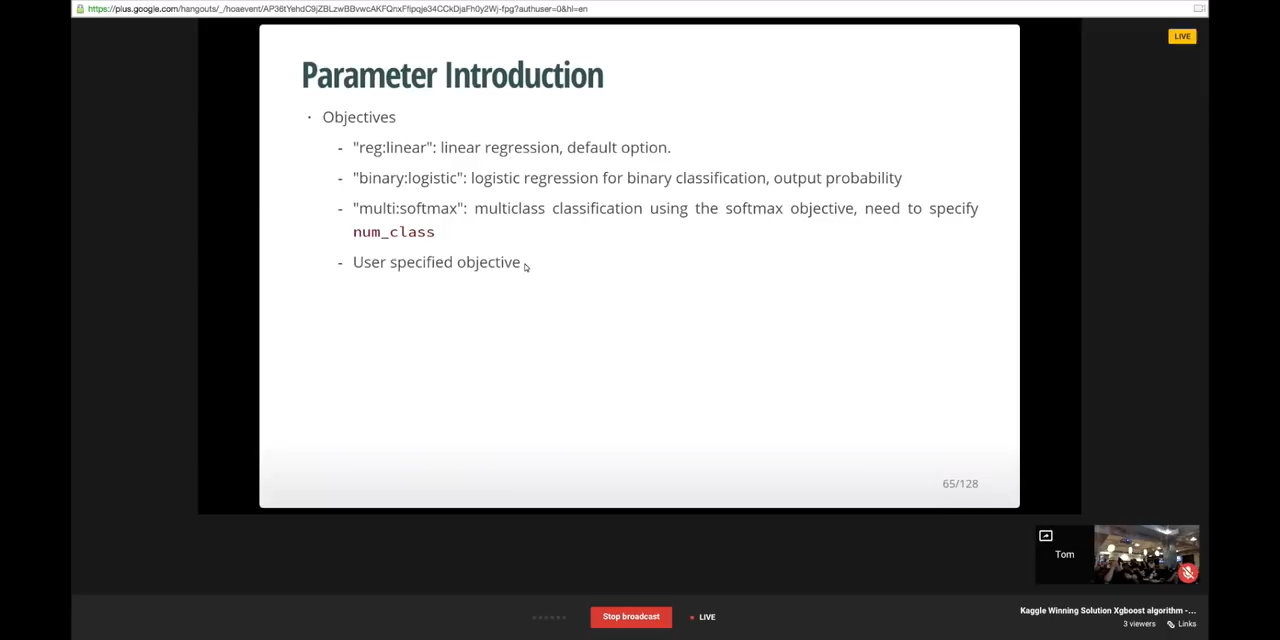 https://plus.google.com/hangouts/_/hoaevent/AP36tYehdC9jZBLzwBBvwcAKFQnxFfipqje34CCkDjaFh0y2Wj-fpg?authuser=0&hl=en
LIVE
Parameter Introduction
· Objectives
- "reg:linear": linear regression, default option.
- "binary:logistic": logistic regression for binary classification, output probability
- "multi:softmax": multiclass classification using the softmax objective, need to specify
num_class
- User specified objective
65/128
Tom
Stop broadcast
LIVE
Kaggle Winning Solution Xgboost algorithm -...
3 viewers
Links